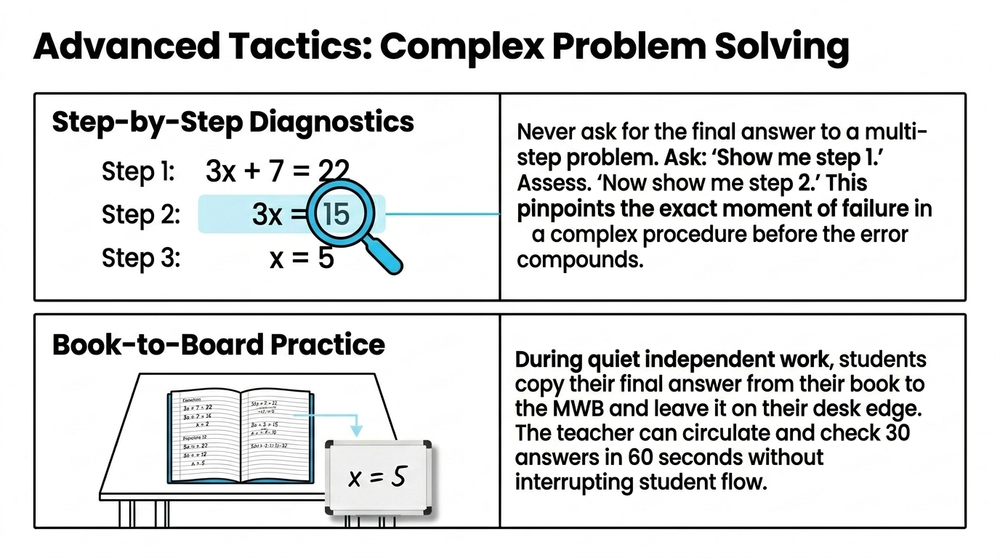 Advanced Tactics: Complex Problem Solving
Step-by-Step Diagnostics
Step 1: 3x + 7 = 22
Step 2: 3x = 15
Step 3: x = 5
Never ask for the final answer to a multi-
step problem. Ask: ‘Show me step 1.’
Assess. ‘Now show me step 2.’ This
pinpoints the exact moment of failure in
a complex procedure before the error
compounds.
Book-to-Board Practice
x = 5
During quiet independent work, students
copy their final answer from their book to
the MWB and leave it on their desk edge.
The teacher can circulate and check 30
answers in 60 seconds without
interrupting student flow.